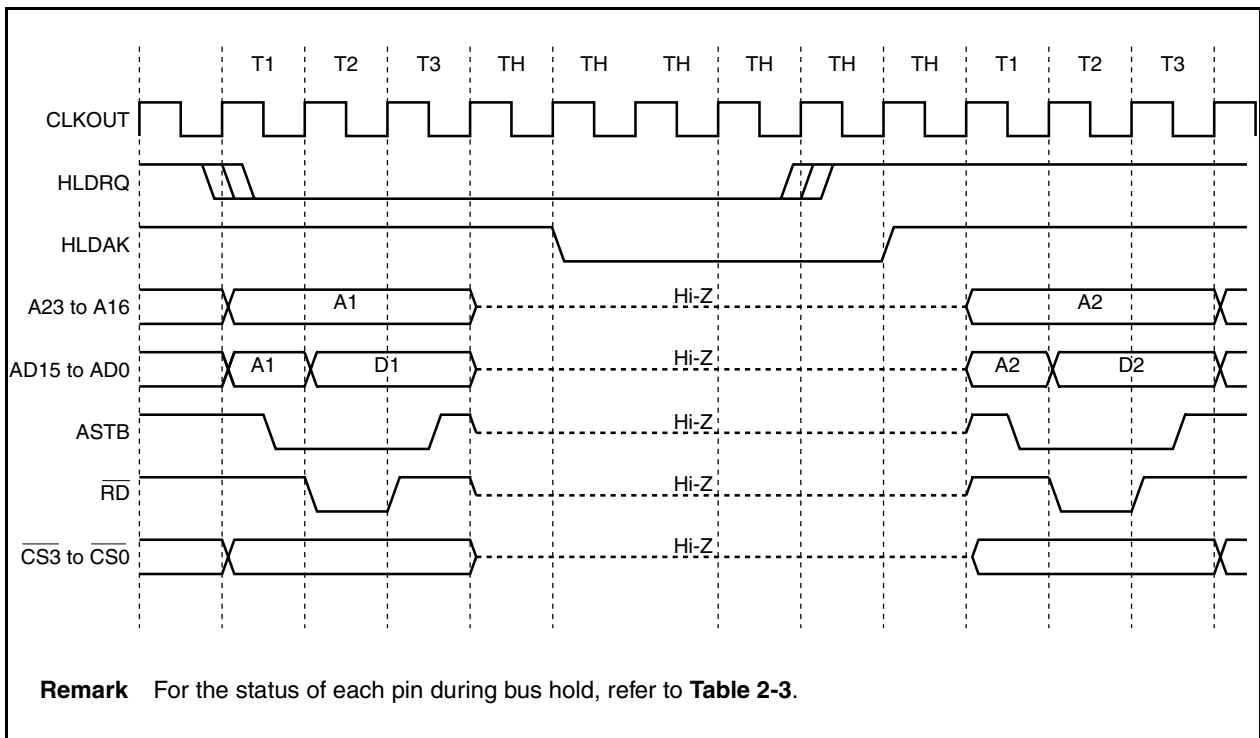 T1 T2 T3 TH TH TH TH TH TH T1 T2 T3
CLKOUT
HLDRQ
HLDAK
A23 to A16 A1 Hi-Z A2
AD15 to AD0 A1 D1 Hi-Z A2 D2
ASTB Hi-Z
RD Hi-Z
CS3 to CS0 Hi-Z
Remark For the status of each pin during bus hold, refer to Table 2-3.